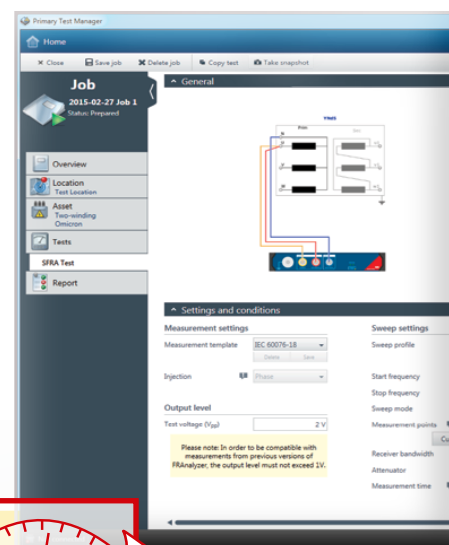 Primary Test Manager
Home
Close Save job Delete job Copy test Take snapshot
Job
2015-02-27 Job 1
Status: Prepared
General
Overview
Location
Test Location
Asset
Two-winding
Omicron
Tests
SFRA Test
Report
Settings and conditions
Measurement settings
Sweep settings
Measurement template IEC 60076-18
Sweep profile
Delete Save
Injection Phase
Start frequency
Stop frequency
Output level
Sweep mode
Test voltage (Vpp) 2 V
Measurement points
Cu
Please note: In order to be compatible with
measurements from previous versions of
FRAnalyzer, the output level must not exceed 1V.
Receiver bandwidth
Attenuator
Measurement time